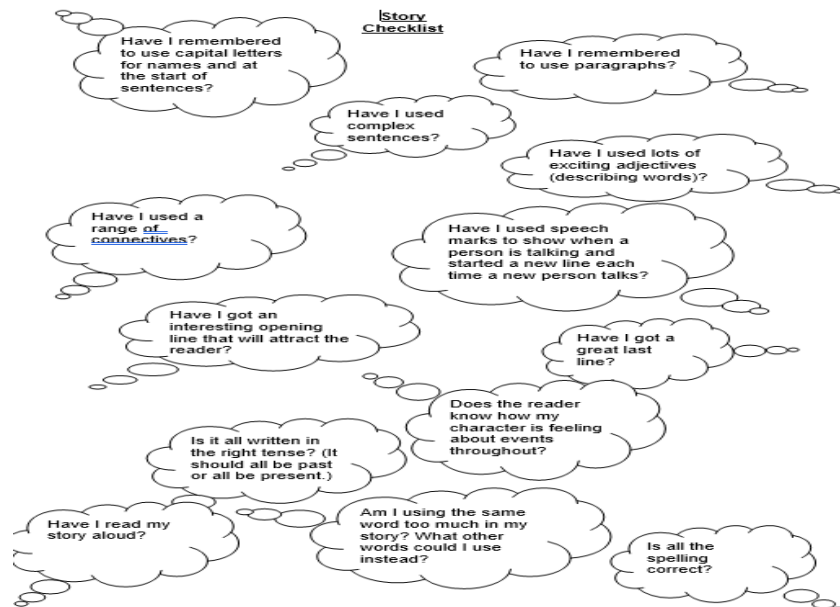 Story
Checklist
Have I remembered
to use capital letters
for names and at
the start of
sentences?
Have I remembered
to use paragraphs?
Have I used
complex
sentences?
Have I used lots of
exciting adjectives
(describing words)?
Have I used a
range of
connectives?
Have I used speech
marks to show when a
person is talking and
started a new line each
time a new person talks?
Have I got an
interesting opening
line that will attract the
reader?
Have I got a
great last
line?
Does the reader
know how my
character is feeling
about events
throughout?
Is it all written in
the right tense? (It
should all be past
or all be present.)
Have I read my
story aloud?
Am I using the same
word too much in my
story? What other
words could I use
instead?
Is all the
spelling
correct?